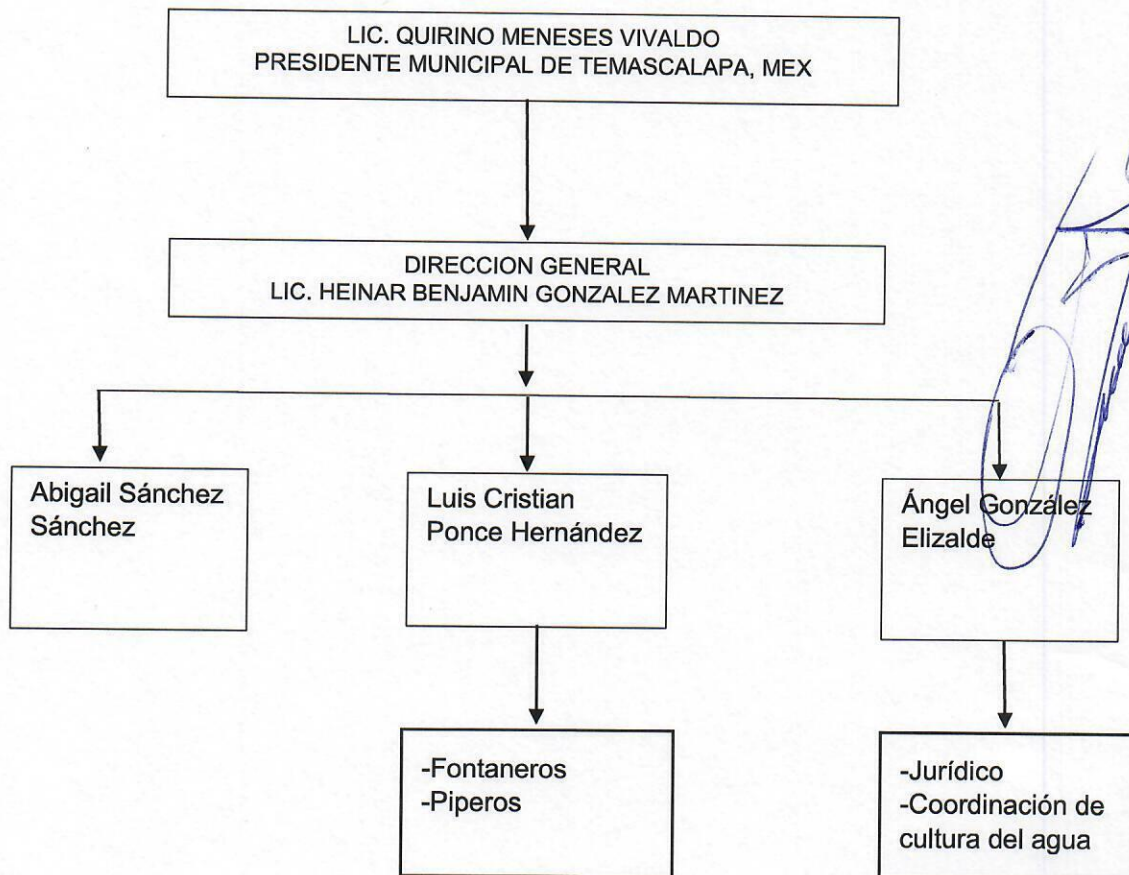 LIC. QUIRINO MENESES VIVALDO
PRESIDENTE MUNICIPAL DE TEMASCALAPA, MEX
DIRECCION GENERAL
LIC. HEINAR BENJAMIN GONZALEZ MARTINEZ
Abigail Sánchez
Sánchez
Luis Cristian
Ponce Hernández
Ángel González
Elizalde
-Fontaneros
-Piperos
-Jurídico
-Coordinación de
cultura del agua